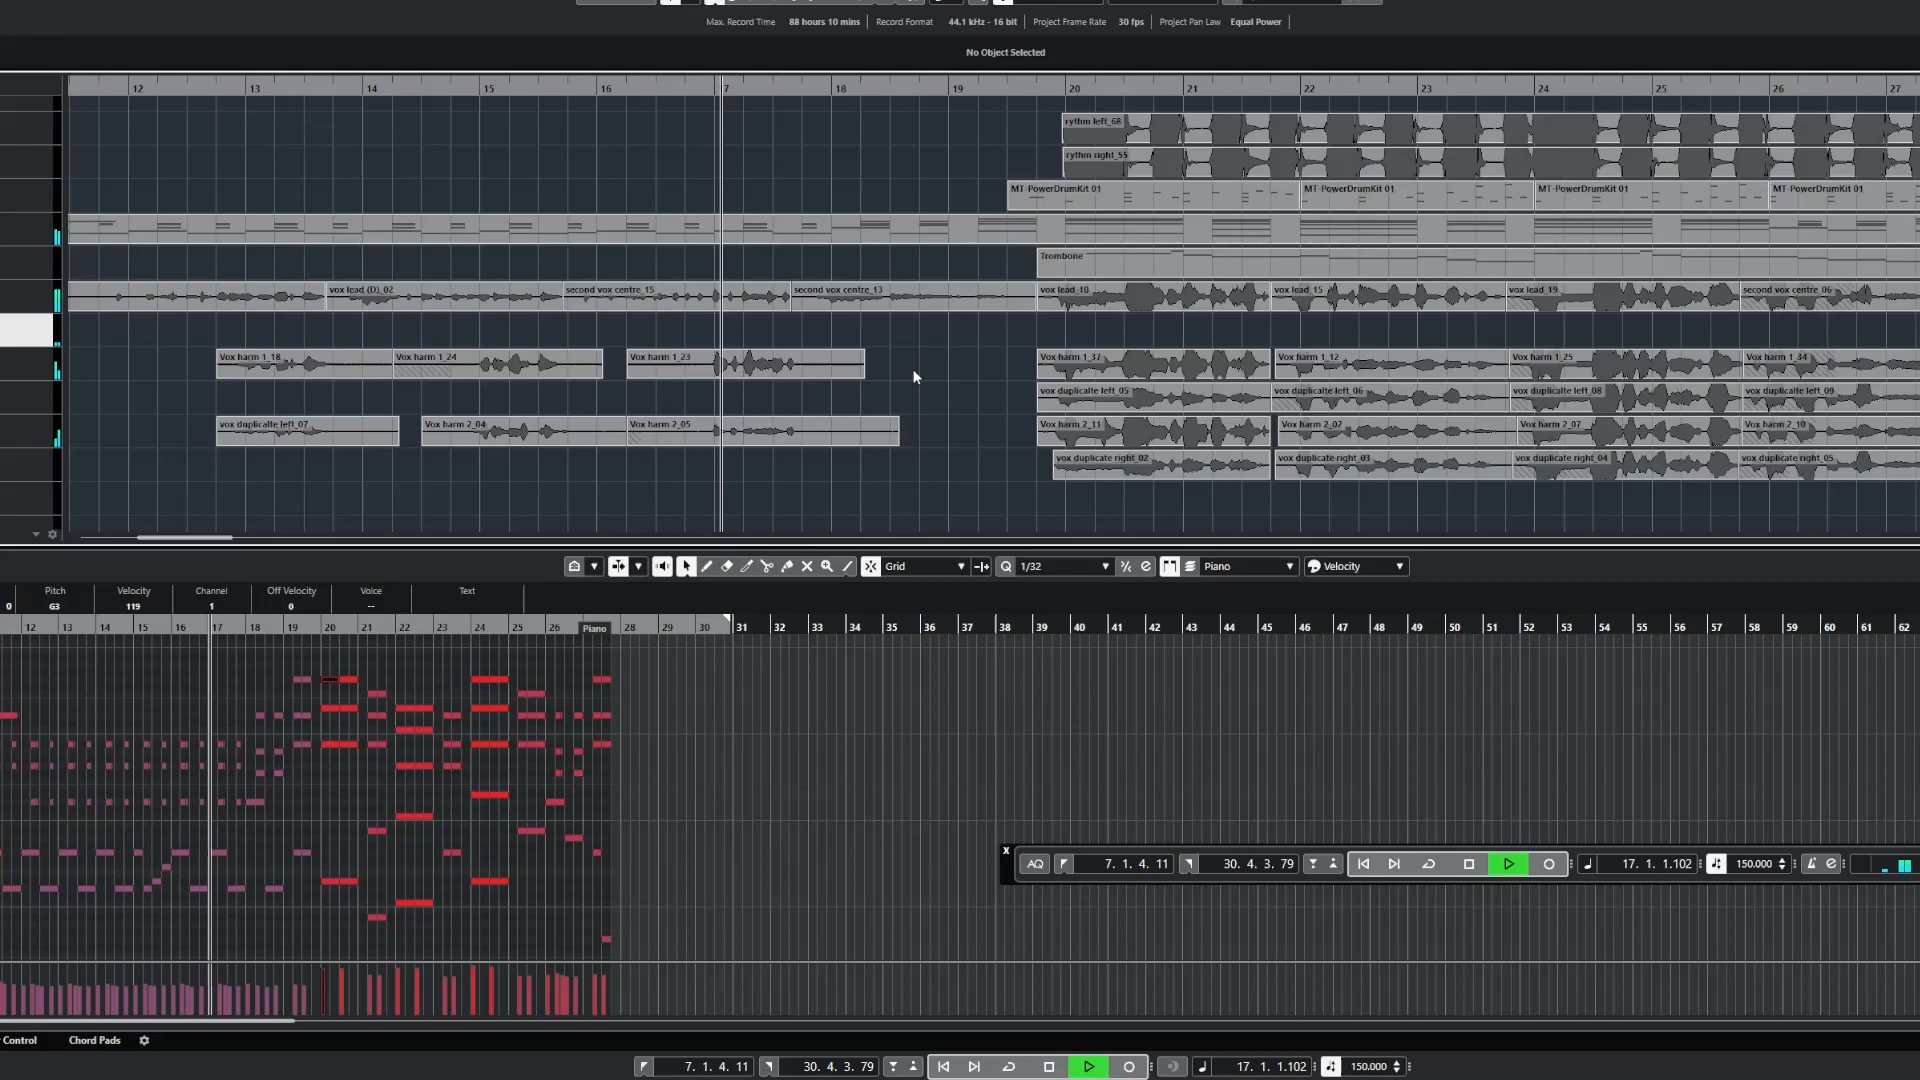 Max. Record Time 88 hours 10 mins Record Format 44.1 kHz - 16 bit Project Frame Rate 30 fps Project Pan Law Equal Power
No Object Selected
12 13 14 15 16 7 18 19 20 21 22 23 24 25 26 27
rythm left_68
rythm right_55
MT-PowerDrumKit 01 MT-PowerDrumKit 01 MT-PowerDrumKit 01 MT-PowerDrumKit 01
Trombone
vox lead (D)_02 second vox centre_15 second vox centre_13 vox lead_10 vox lead_15 vox lead_19 second vox centre_06
Vox harm 1_18 Vox harm 1_24 Vox harm 1_23 Vox harm 1_37 Vox harm 1_12 Vox harm 1_25 Vox harm 1_34
vox duplicalte left_05 vox duplicalte left_06 vox duplicalte left_08 vox duplicalte left_09
vox duplicalte left_07 Vox harm 2_04 Vox harm 2_05 Vox harm 2_11 Vox harm 2_02 Vox harm 2_07 Vox harm 2_10
vox duplicate right_02 vox duplicate right_03 vox duplicate right_04 vox duplicate right_05
Grid Q 1/32 Piano Velocity
Pitch Velocity Channel Off Velocity Voice Text
0 G3 119 1 0 --
12 13 14 15 16 17 18 19 20 21 22 23 24 25 26 Piano 28 29 30 31 32 33 34 35 36 37 38 39 40 41 42 43 44 45 46 47 48 49 50 51 52 53 54 55 56 57 58 59 60 61 62
X
AQ 7. 1. 4. 11 30. 4. 3. 79 17. 1. 1.102 150.000
Control Chord Pads
7. 1. 4. 11 30. 4. 3. 79 17. 1. 1.102 150.000